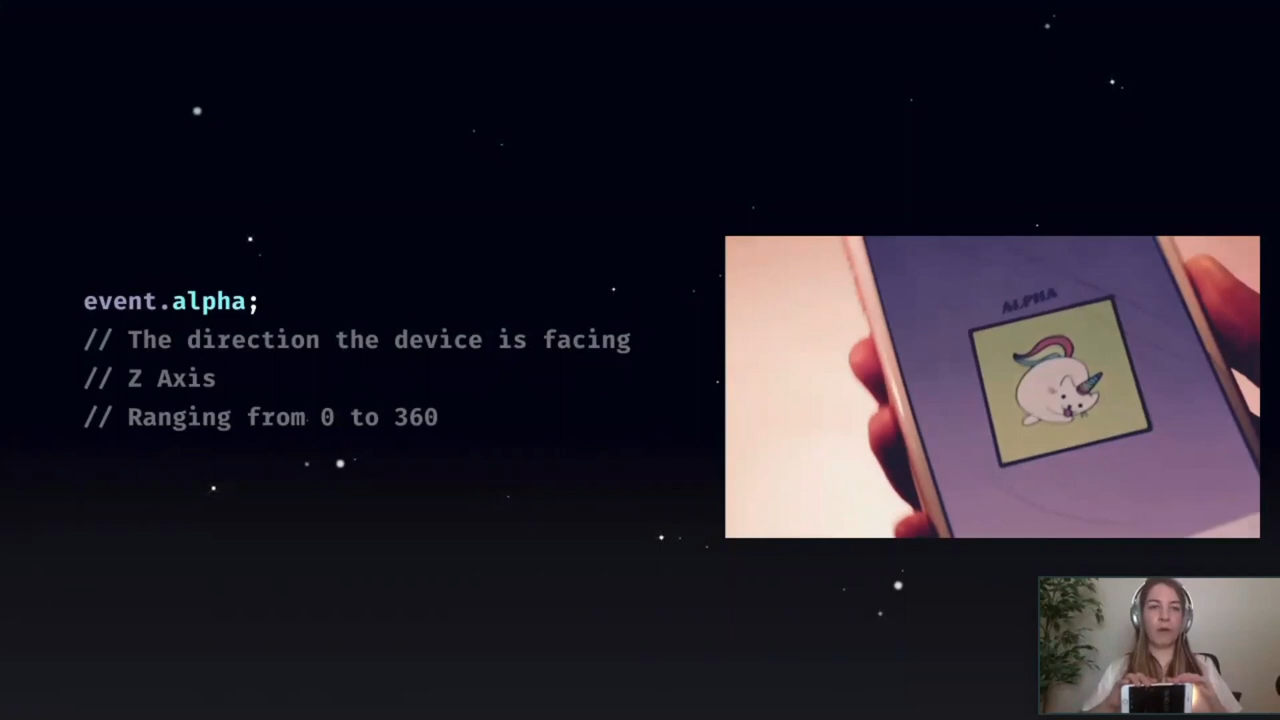 event.alpha;
// The direction the device is facing
// Z Axis
// Ranging from 0 to 360
ALPHA